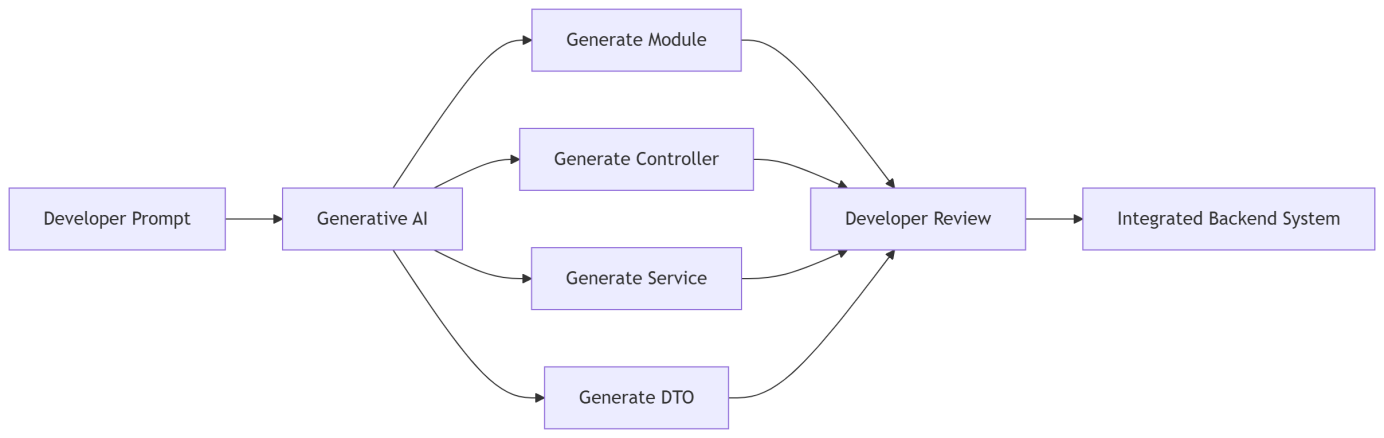 Developer Prompt
Generative AI
Generate Module
Generate Controller
Generate Service
Generate DTO
Developer Review
Integrated Backend System